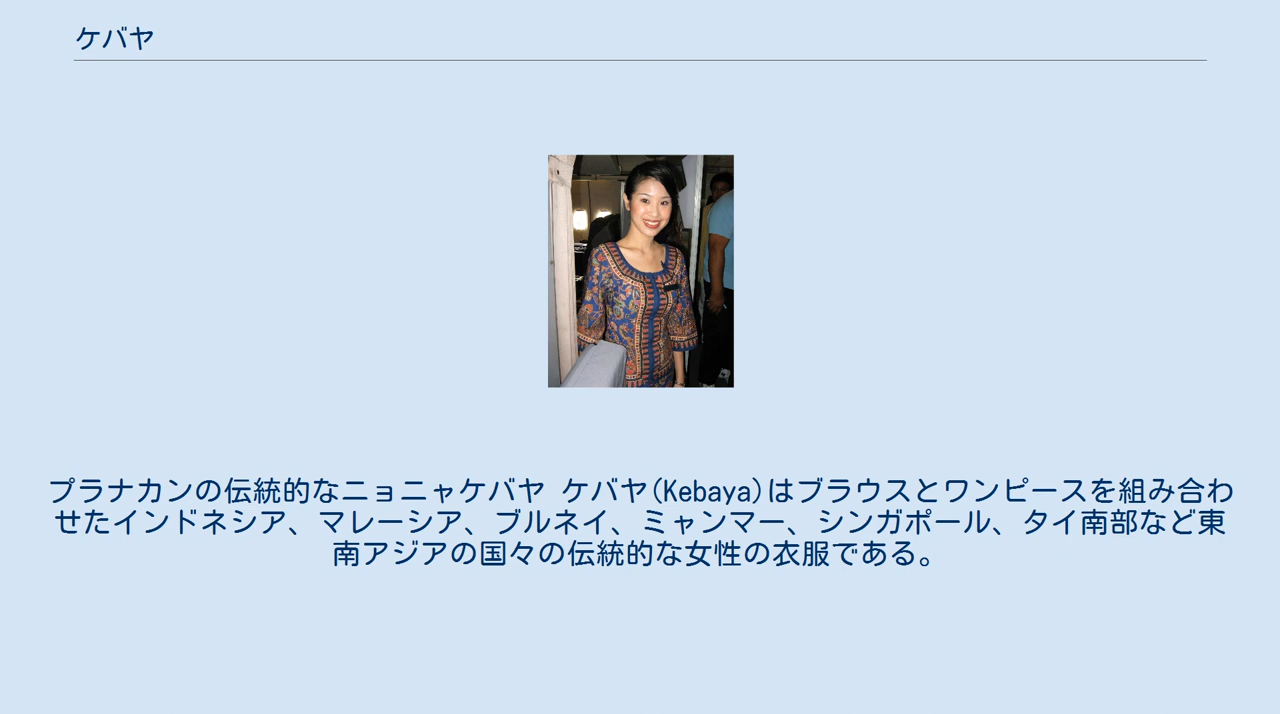 ケバヤ
プラナカンの伝統的なニョニャケバヤ ケバヤ(Kebaya)はブラウスとワンピースを組み合わ
せたインドネシア、マレーシア、ブルネイ、ミャンマー、シンガポール、タイ南部など東
南アジアの国々の伝統的な女性の衣服である。